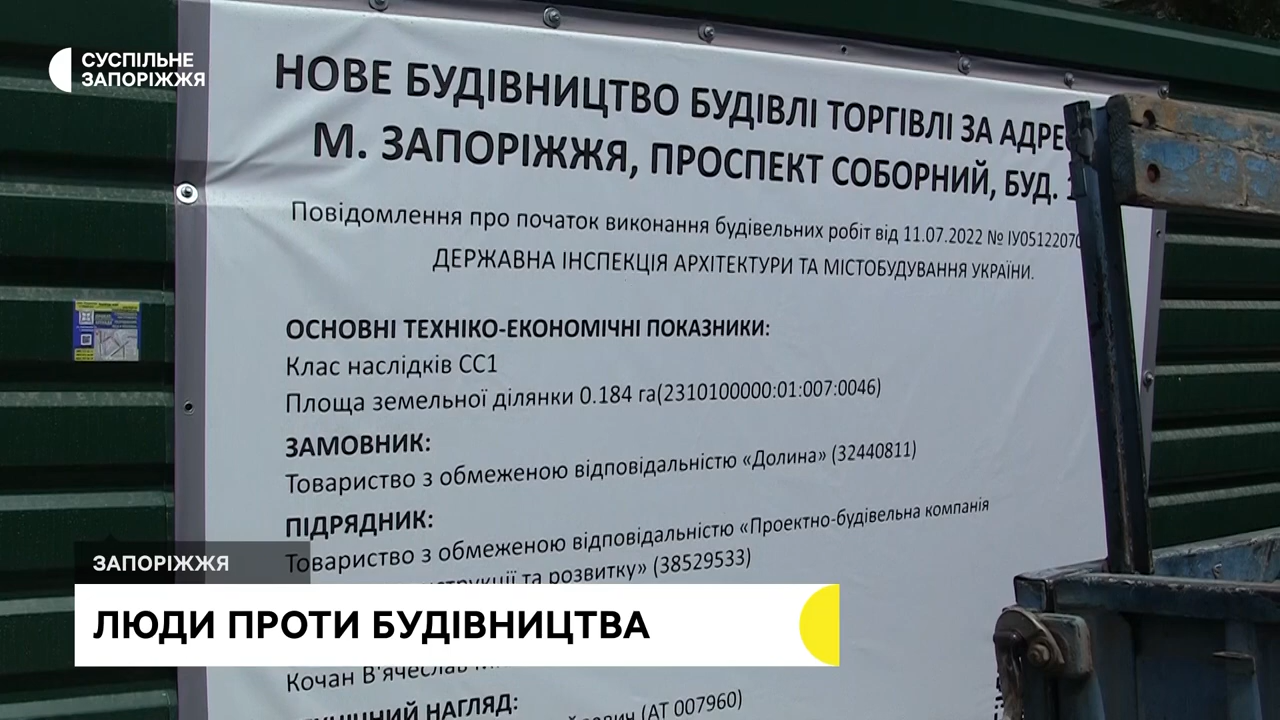 СУСПІЛЬНЕ
ЗАПОРІЖЖЯ
НОВЕ БУДІВНИЦТВО БУДІВЛІ ТОРГІВЛІ ЗА
М. ЗАПОРІЖЖЯ, ПРОСПЕКТ СОБОРНИЙ, БУД.
Повідомлення про початок виконання будівельних робіт від 11.07.2022 №
ДЕРЖАВНА ІНСПЕКЦІЯ АРХІТЕКТУРИ ТА МІСТОБУДУВАННЯ УКРАЇНИ.
ОСНОВНІ ТЕХНІКО-ЕКОНОМІЧНІ ПОКАЗНИКИ:
Клас наслідків СС1
Площа земельної ділянки 0.184 га(2310100000:01:007:0046)
ЗАМОВНИК:
Товариство з обмеженою відповідальністю «Долина» (32440811)
ПІДРЯДНИК:
Товариство з обмеженою відповідальністю «Проектно-будівельна компанія
та розвитку» (38529533)
ЗАПОРІЖЖЯ
ЛЮДИ ПРОТИ БУДІВНИЦТВА
Кочан В'ячеслав
НАГЛЯД:
(АТ 007960)